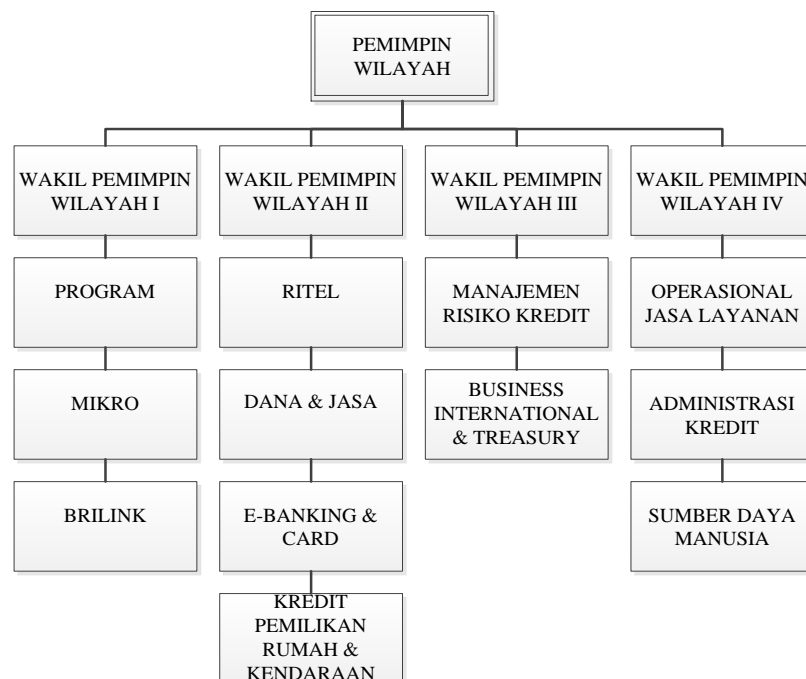 PEMIMPIN
WILAYAH
WAKIL PEMIMPIN
WILAYAH I
WAKIL PEMIMPIN
WILAYAH II
WAKIL PEMIMPIN
WILAYAH III
WAKIL PEMIMPIN
WILAYAH IV
PROGRAM
RITEL
MANAJEMEN
RISIKO KREDIT
OPERASIONAL
JASA LAYANAN
MIKRO
DANA & JASA
BUSINESS
INTERNATIONAL
& TREASURY
ADMINISTRASI
KREDIT
BRILINK
E-BANKING &
CARD
SUMBER DAYA
MANUSIA
KREDIT
PEMILIKAN
RUMAH &
KENDARAAN